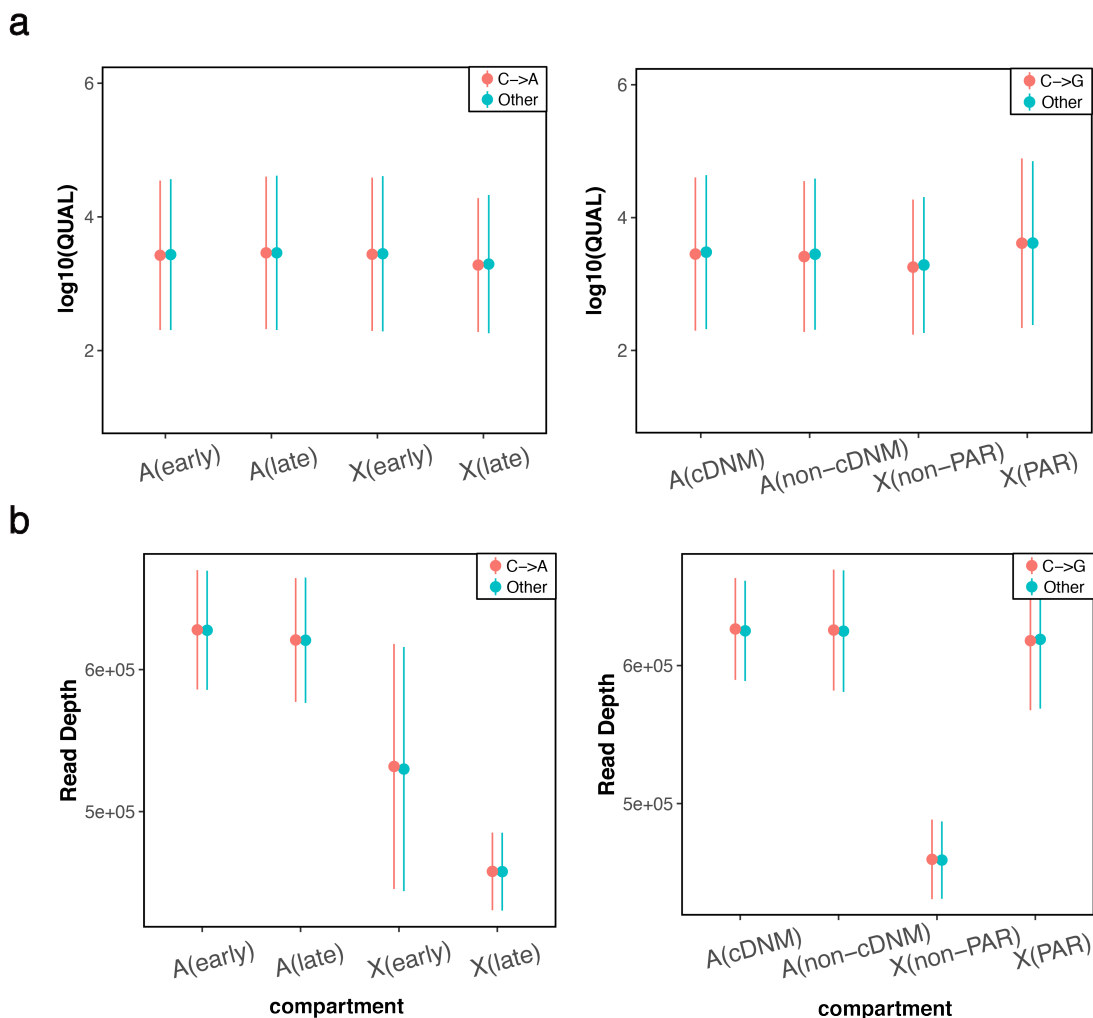 a
C->A
Other
6
4
2
log10(QUAL)
A(early)
A(late)
X(early)
X(late)
C->G
Other
6
4
2
log10(QUAL)
A(cDNM)
A(non-cDNM)
X(non-PAR)
X(PAR)
b
C->A
Other
6e+05
5e+05
Read Depth
A(early)
A(late)
X(early)
X(late)
compartment
C->G
Other
6e+05
5e+05
Read Depth
A(cDNM)
A(non-cDNM)
X(non-PAR)
X(PAR)
compartment